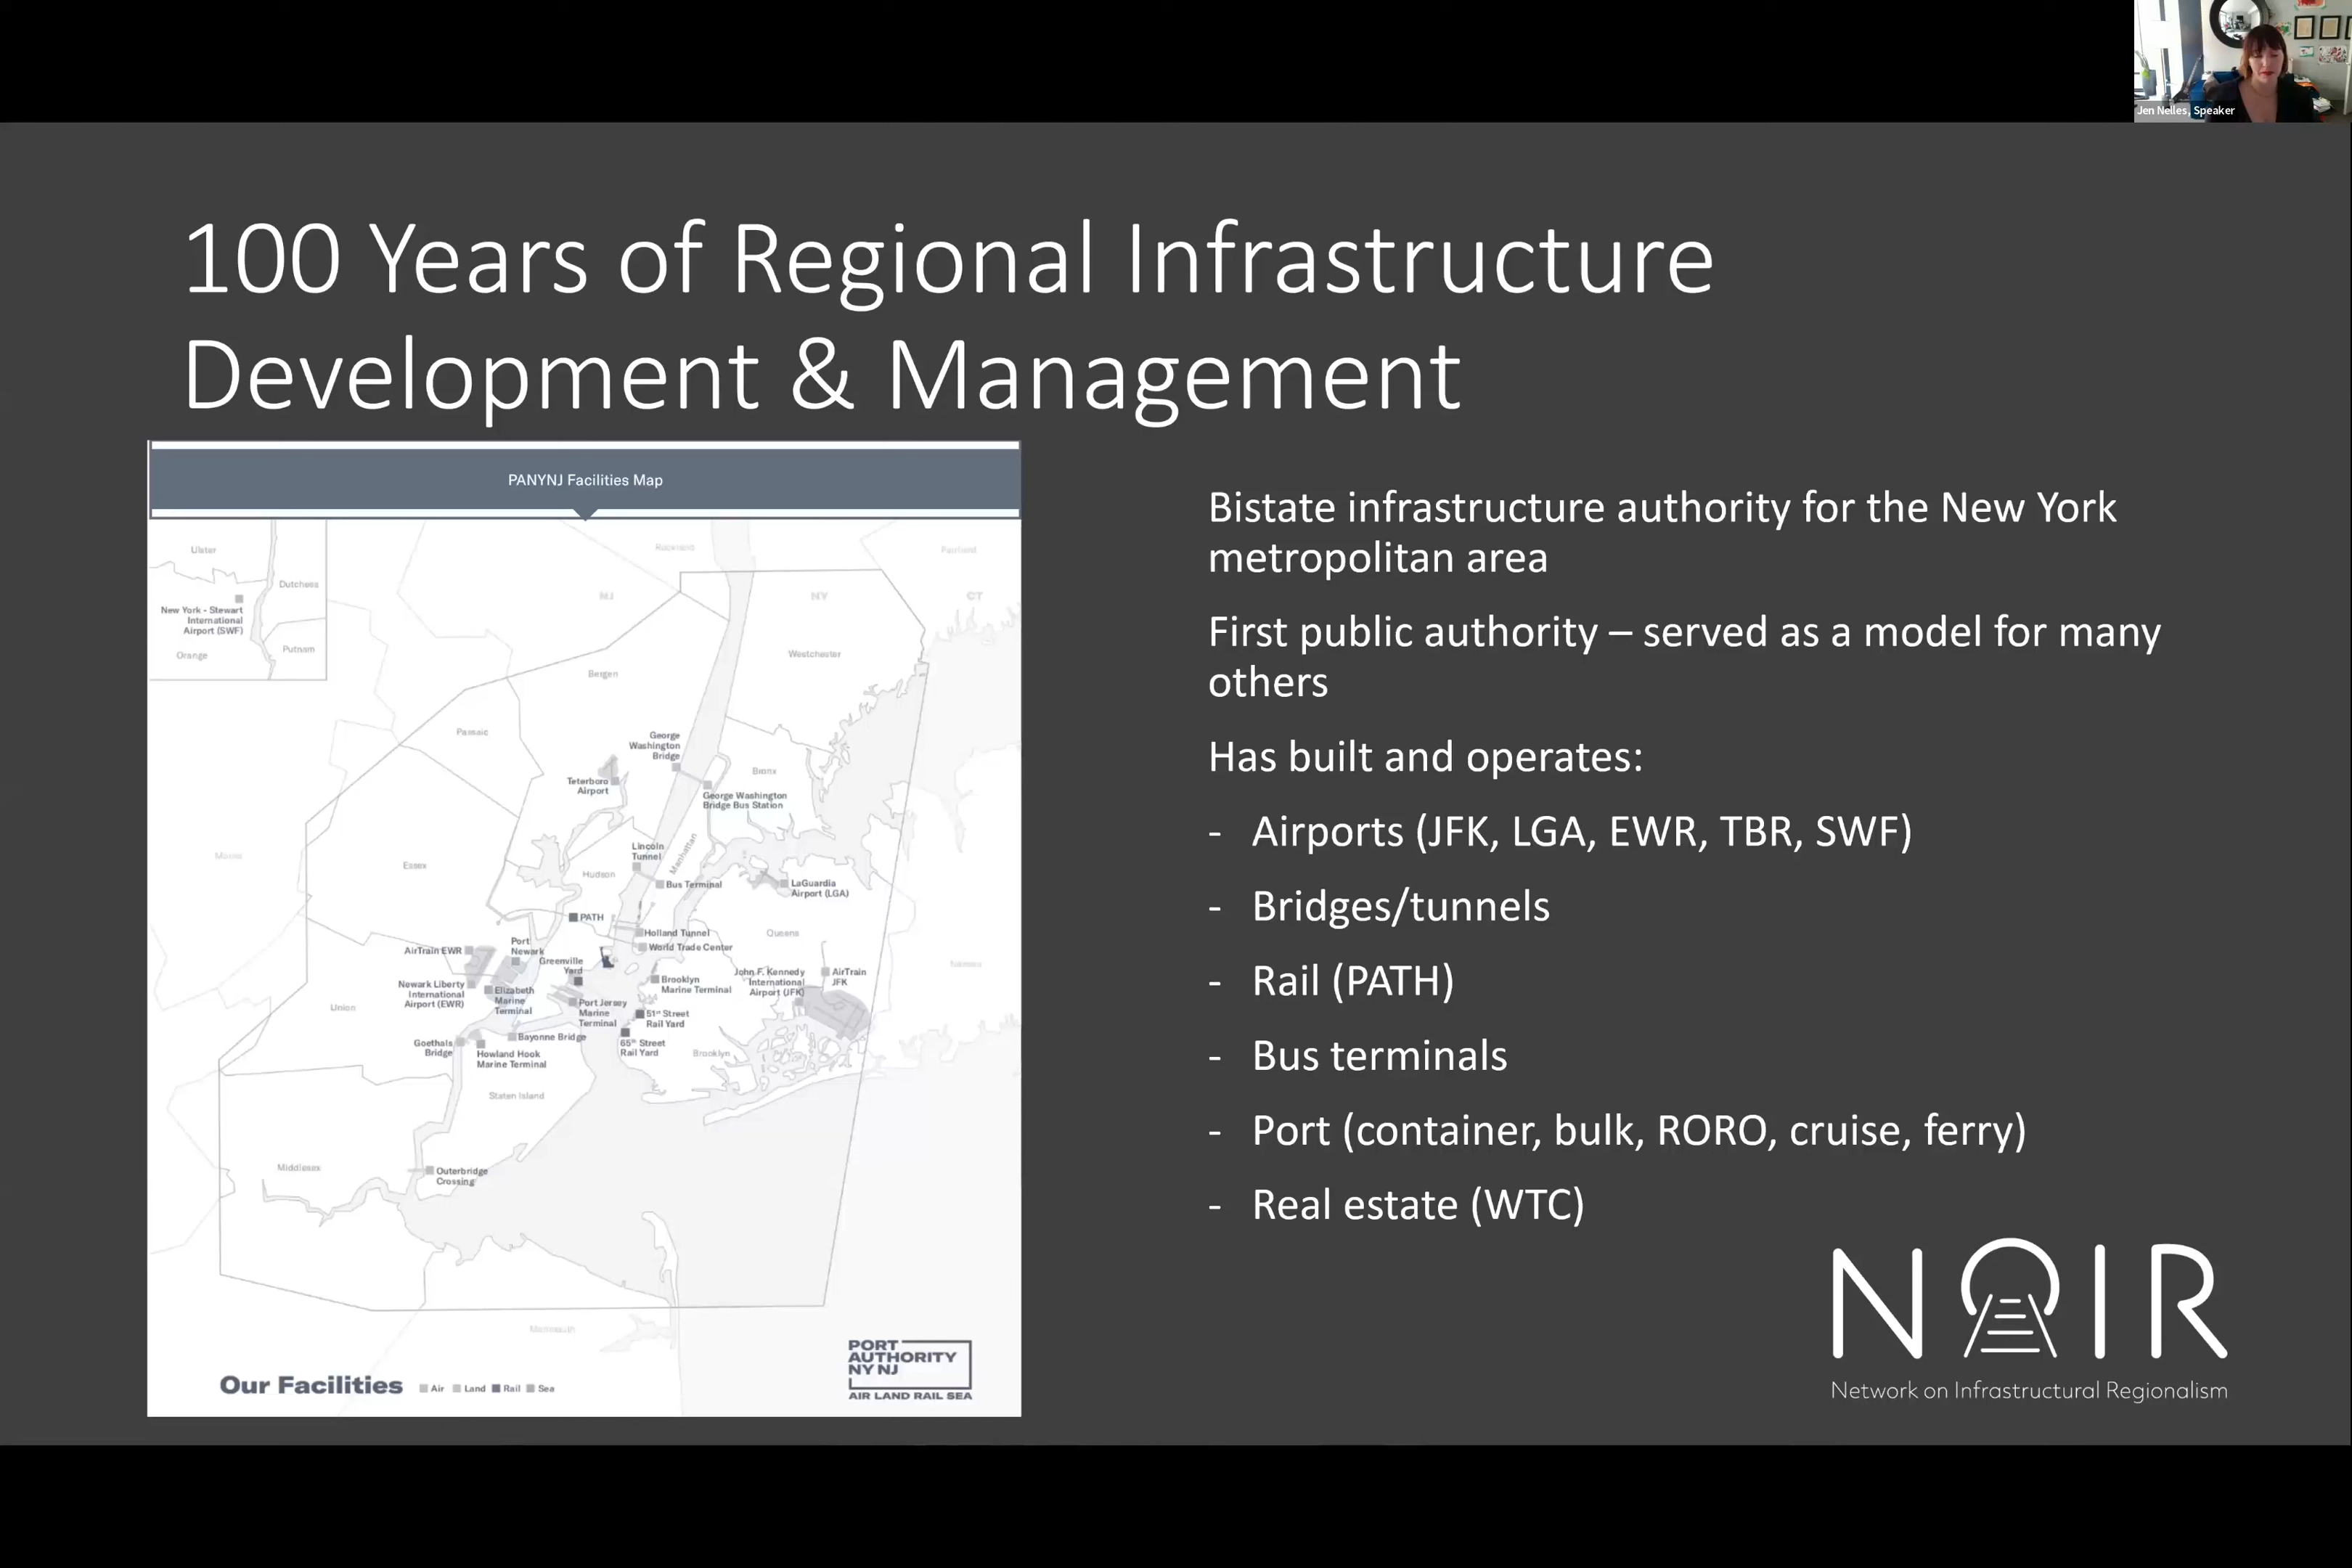 Jen Nelles, Speaker
100 Years of Regional Infrastructure
Development & Management
PANYNJ Facilities Map
Ulster
Dutchess
New York - Stewart
International
Airport (SWF)
Orange
Putnam
Rockland
Fairfield
NJ
NY
CT
Westchester
Bergen
Passaic
George
Washington
Bridge
Teterboro
Airport
Bronx
George Washington
Bridge Bus Station
Morris
Essex
Lincoln
Tunnel
Manhattan
Hudson
Bus Terminal
LaGuardia
Airport (LGA)
PATH
Holland Tunnel
World Trade Center
Queens
Nassau
AirTrain EWR
Port
Newark
Greenville
Yard
Brooklyn
Marine Terminal
John F. Kennedy
International
Airport (JFK)
AirTrain
JFK
Newark Liberty
International
Airport (EWR)
Elizabeth
Marine
Terminal
Port Jersey
Marine
Terminal
51st Street
Rail Yard
Union
Goethals
Bridge
Bayonne Bridge
Howland Hook
Marine Terminal
65th Street
Rail Yard
Brooklyn
Staten Island
Middlesex
Outerbridge
Crossing
Monmouth
Our Facilities
Air Land Rail Sea
PORT
AUTHORITY
NY NJ
AIR LAND RAIL SEA
Bistate infrastructure authority for the New York
metropolitan area
First public authority – served as a model for many
others
Has built and operates:
- Airports (JFK, LGA, EWR, TBR, SWF)
- Bridges/tunnels
- Rail (PATH)
- Bus terminals
- Port (container, bulk, RORO, cruise, ferry)
- Real estate (WTC)
NOIR
Network on Infrastructural Regionalism